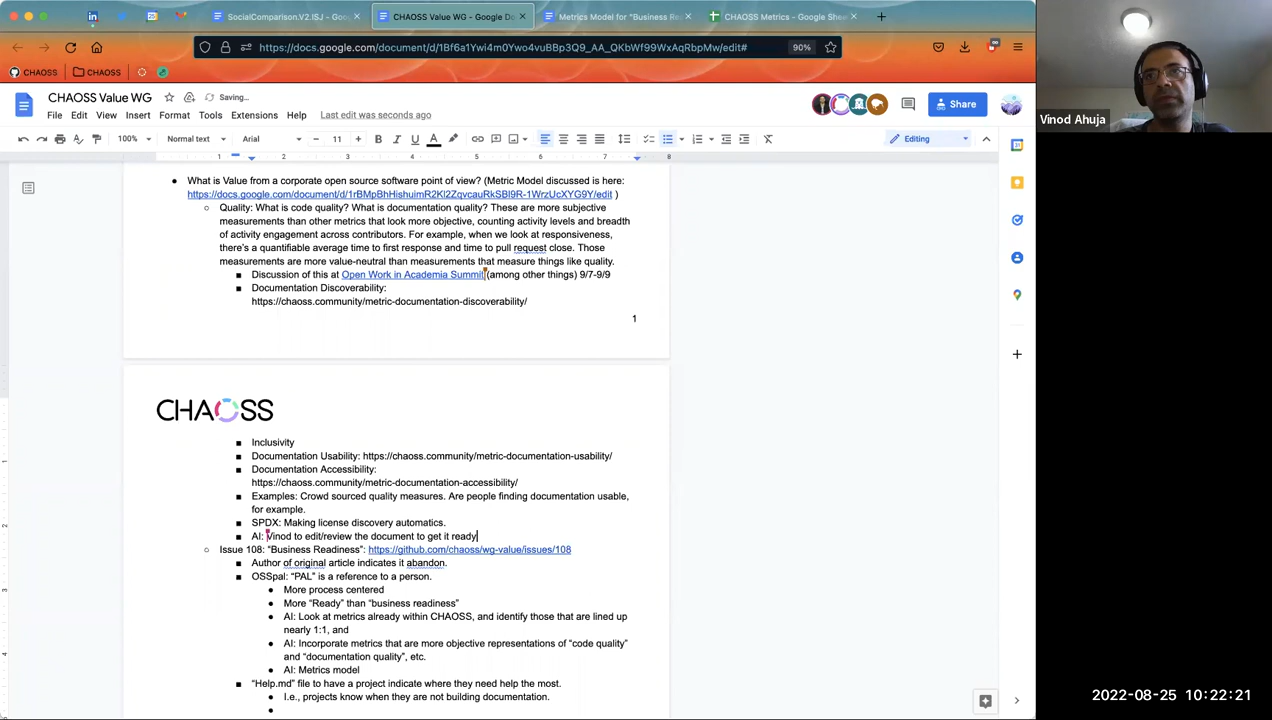 SocialComparison.V2.ISJ - Goog
CHAOSS Value WG - Google Do
Metrics Model for "Business Re
CHAOSS Metrics - Google She
https://docs.google.com/document/d/1Bf6a1Ywi4m0Ywo4vuBBp3Q9_AA_QKbWf99WxAqRbpMw/edit#
90%
CHAOSS
CHAOSS
CHAOSS Value WG
Saving...
File Edit View Insert Format Tools Extensions Help Last edit was seconds ago
Share
100% Normal text Arial 11 Editing
1 2 3 4 5 6 7 8
What is Value from a corporate open source software point of view? (Metric Model discussed is here:
https://docs.google.com/document/d/1rBMpBhHishuimR2Kl2ZqvcauRkSBl9R-1WrzUcXYG9Y/edit )
Quality: What is code quality? What is documentation quality? These are more subjective
measurements than other metrics that look more objective, counting activity levels and breadth
of activity engagement across contributors. For example, when we look at responsiveness,
there's a quantifiable average time to first response and time to pull request close. Those
measurements are more value-neutral than measurements that measure things like quality.
Discussion of this at Open Work in Academia Summit (among other things) 9/7-9/9
Documentation Discoverability:
https://chaoss.community/metric-documentation-discoverability/
1
CHAOSS
Inclusivity
Documentation Usability: https://chaoss.community/metric-documentation-usability/
Documentation Accessibility:
https://chaoss.community/metric-documentation-accessibility/
Examples: Crowd sourced quality measures. Are people finding documentation usable,
for example.
SPDX: Making license discovery automatics.
AI: Vinod to edit/review the document to get it ready
Issue 108: "Business Readiness": https://github.com/chaoss/wg-value/issues/108
Author of original article indicates it abandon.
OSSpal: "PAL" is a reference to a person.
More process centered
More "Ready" than "business readiness"
AI: Look at metrics already within CHAOSS, and identify those that are lined up
nearly 1:1, and
AI: Incorporate metrics that are more objective representations of "code quality"
and "documentation quality", etc.
AI: Metrics model
"Help.md" file to have a project indicate where they need help the most.
I.e., projects know when they are not building documentation.
1
2
3
4
Vinod Ahuja
2022-08-25 10:22:21